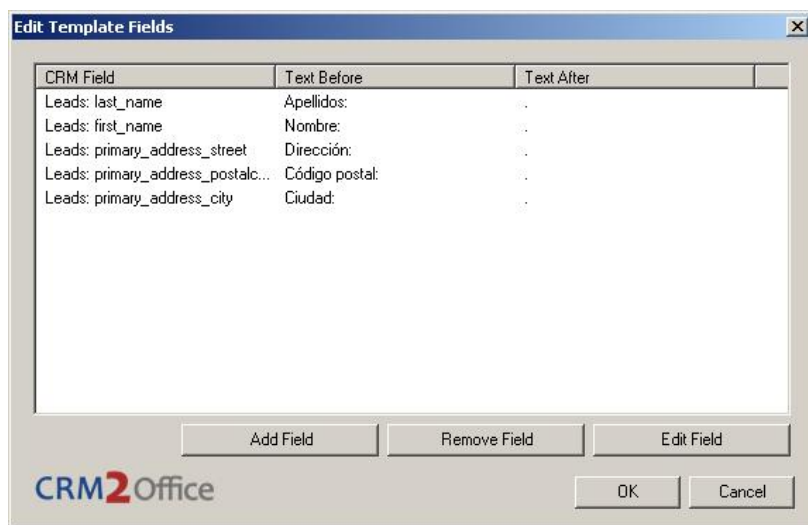 Edit Template Fields
CRM Field Text Before Text After
Leads: last_name Apellidos: .
Leads: first_name Nombre: .
Leads: primary_address_street Dirección: .
Leads: primary_address_postalc... Código postal: .
Leads: primary_address_city Ciudad: .
Add Field Remove Field Edit Field
CRM2Office OK Cancel